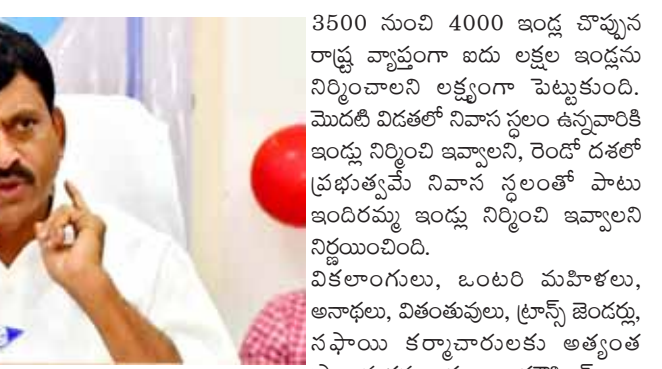 3500 నుంచి 4000 ఇండ్ల చొప్పున
రాష్ట్ర వ్యాప్తంగా ఐదు లక్షల ఇండ్లను
నిర్మించాలని లక్ష్యంగా పెట్టుకుంది.
మొదటి విడతలో నివాస స్థలం ఉన్నవారికి
ఇండ్లు నిర్మించి ఇవ్వాలని, రెండో దశలో
ప్రభుత్వమే నివాస స్థలంతో పాటు
ఇందిరమ్మ ఇండ్లు నిర్మించి ఇవ్వాలని
నిర్ణయించింది.
వికలాంగులు, ఒంటరి మహిళలు,
అనాథలు, వితంతువులు, ట్రాన్స్ జెండర్లు,
సఫాయి కర్మాచారులకు అత్యంత